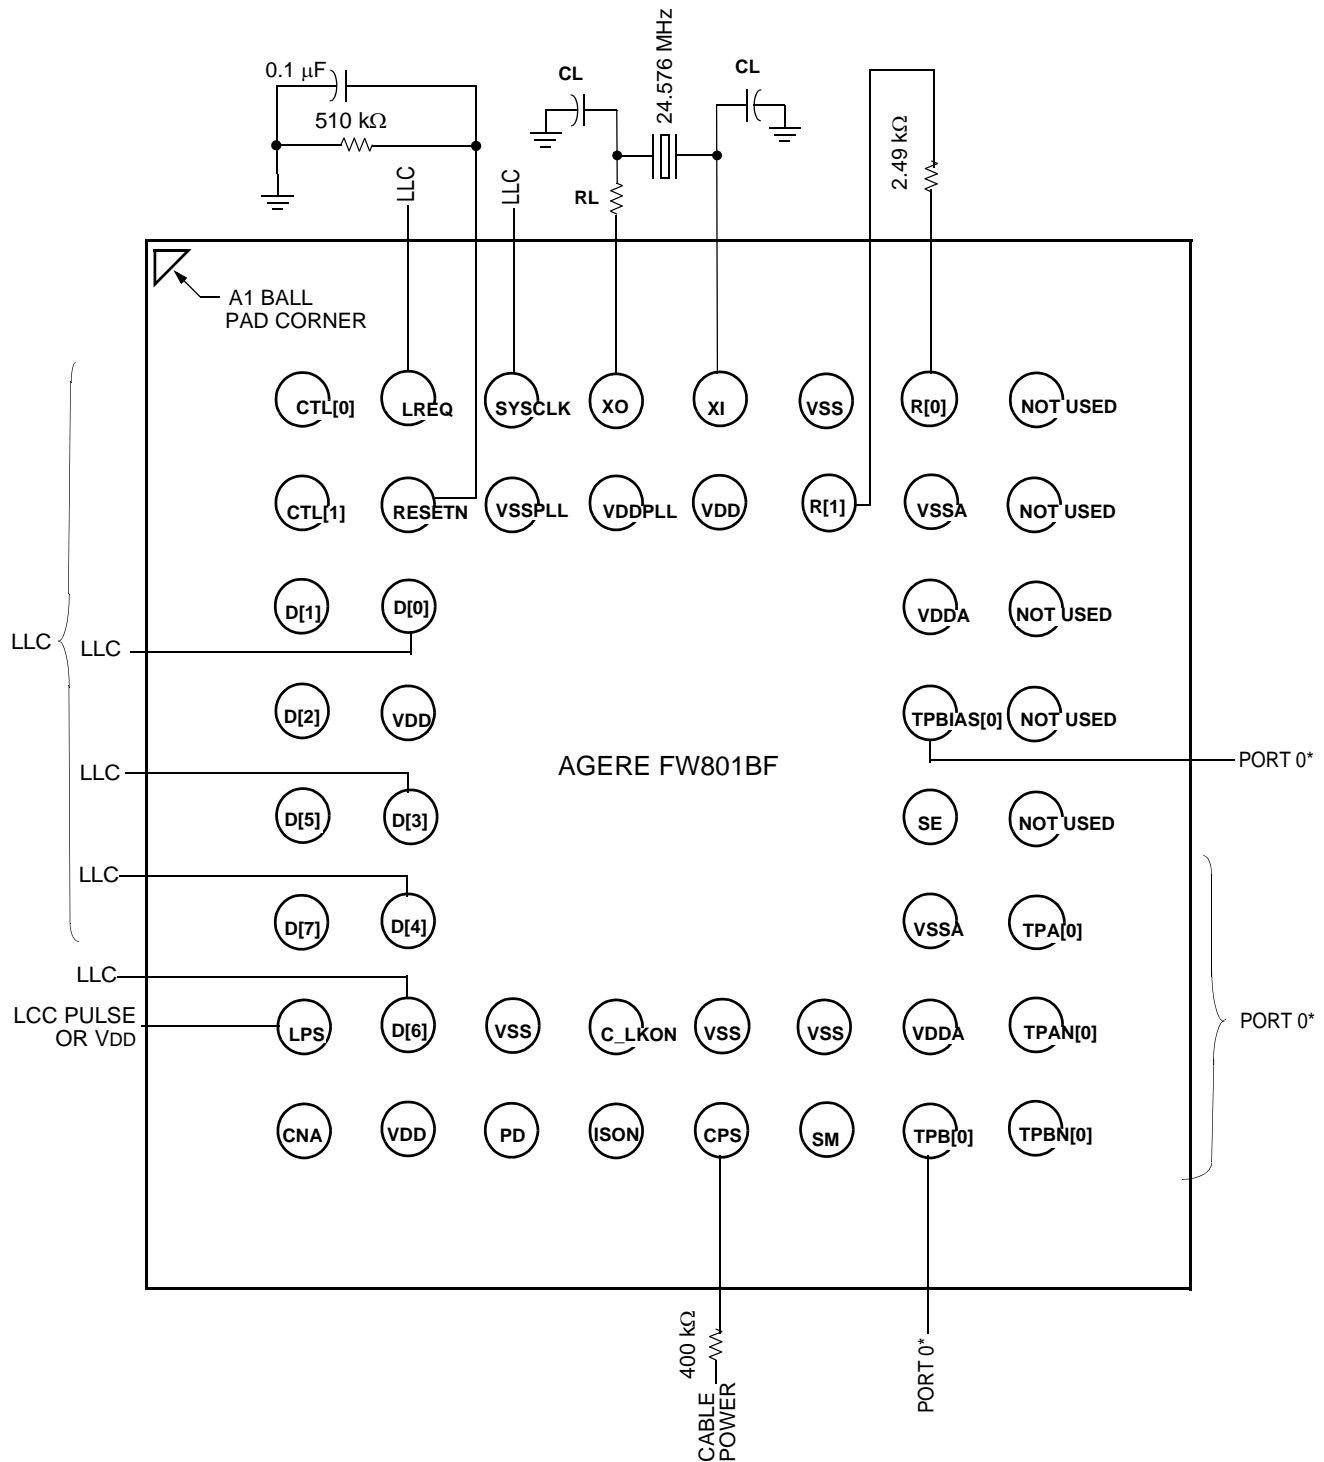 24.576 MHz
0.1 μF
CL
CL
510 kΩ
2.49 kΩ
LLC
LLC
RL
A1 BALL
PAD CORNER
CTL[0] LREQ SYSCLK XO XI VSS R[0] NOT USED
CTL[1] RESETN VSSPLL VDDPLL VDD R[1] VSSA NOT USED
D[1] D[0] VDDA NOT USED
LLC
LLC
D[2] VDD TPBIAS[0] NOT USED
AGERE FW801BF
PORT 0*
LLC
D[5] D[3] SE NOT USED
LLC
D[7] D[4] VSSA TPA[0]
LLC
LCC PULSE
OR VDD
LPS D[6] VSS C_LKON VSS VSS VDDA TPAN[0]
PORT 0*
CNA VDD PD ISON CPS SM TPB[0] TPBN[0]
400 kΩ
CABLE
POWER
PORT 0*